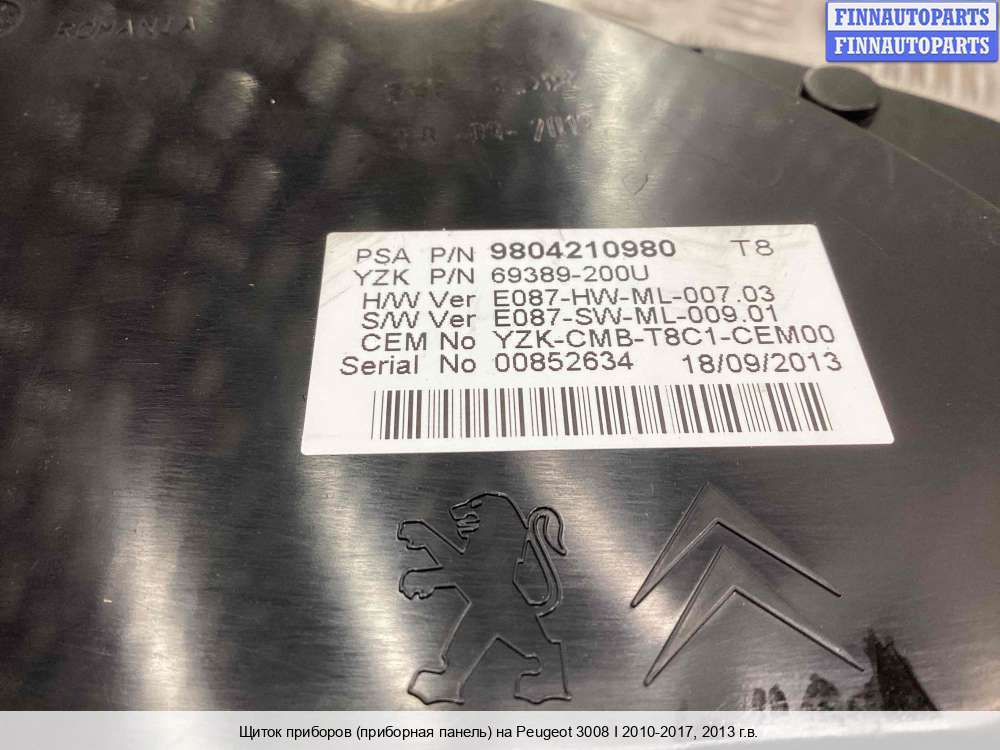 FINNAUTOPARTS
FINNAUTOPARTS
ROMANIA
PSA P/N 9804210980 T8
YZK P/N 69389-200U
H/W Ver E087-HW-ML-007.03
S/W Ver E087-SW-ML-009.01
CEM No YZK-CMB-T8C1-CEM00
Serial No 00852634 18/09/2013
Щиток приборов (приборная панель) на Peugeot 3008 I 2010-2017, 2013 г.в.